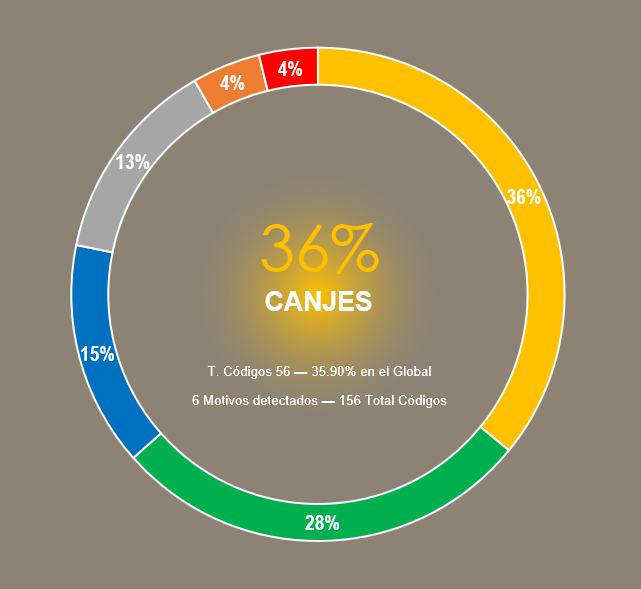 4%
4%
13%
36%
36%
CANJES
15%
T. Códigos 56 — 35.90% en el Global
6 Motivos detectados — 156 Total Códigos
28%